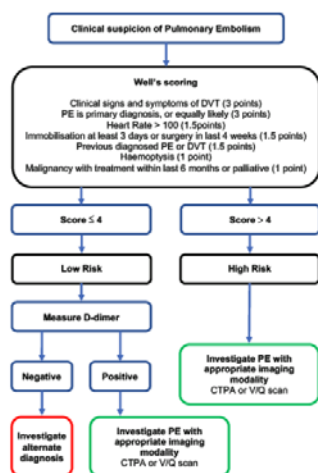 Clinical suspicion of Pulmonary Embolism
Well's scoring
Clinical signs and symptoms of DVT (3 points)
PE is primary diagnosis, or equally likely (3 points)
Heart Rate > 100 (1.5points)
Immobilisation at least 3 days or surgery in last 4 weeks (1.5 points)
Previous diagnosed PE or DVT (1.5 points)
Haemoptysis (1 point)
Malignancy with treatment within last 6 months or palliative (1 point)
Score ≤ 4
Score > 4
Low Risk
High Risk
Measure D-dimer
Negative
Positive
Investigate PE with
appropriate imaging
modality
CTPA or V/Q scan
Investigate
alternate
diagnosis
Investigate PE with
appropriate imaging
modality
CTPA or V/Q scan